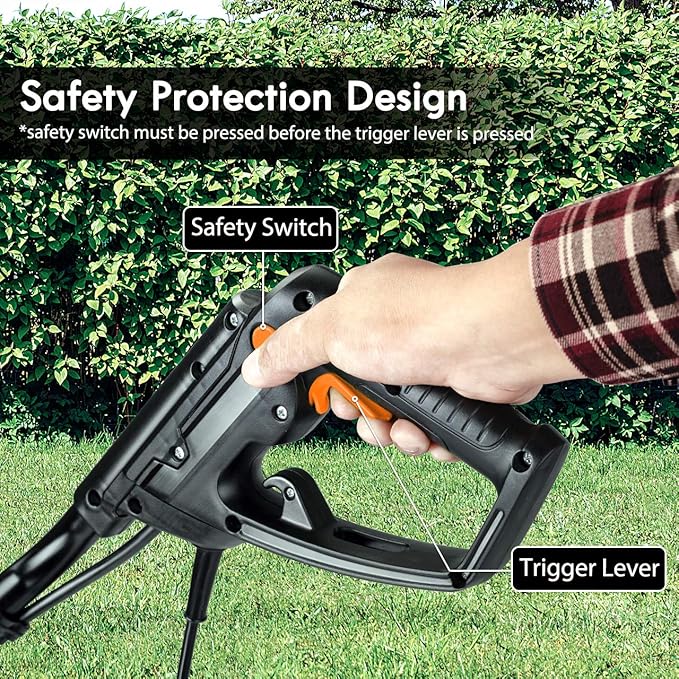 Safety Protection Design
*safety switch must be pressed before the trigger lever is pressed
Safety Switch
Trigger Lever